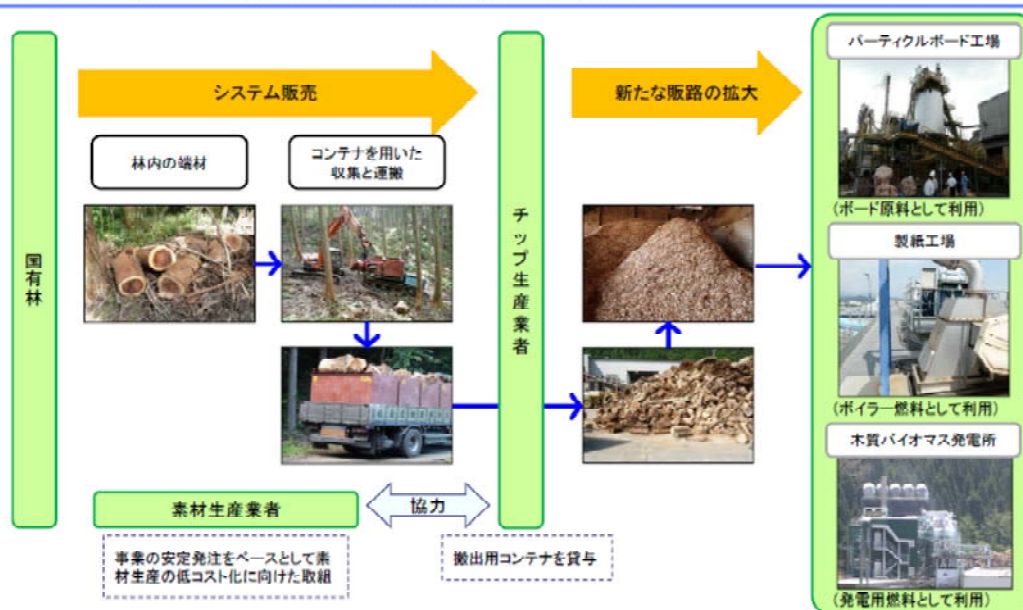 システム販売
新たな販路の拡大
パーティクルボード工場
林内の端材
コンテナを用いた
収集と運搬
(ボード原料として利用)
国有林
チップ生産業者
製紙工場
(ボイラー燃料として利用)
木質バイオマス発電所
素材生産業者
協力
事業の安定発注をベースとして素
材生産の低コスト化に向けた取組
搬出用コンテナを貸与
(発電用燃料として利用)